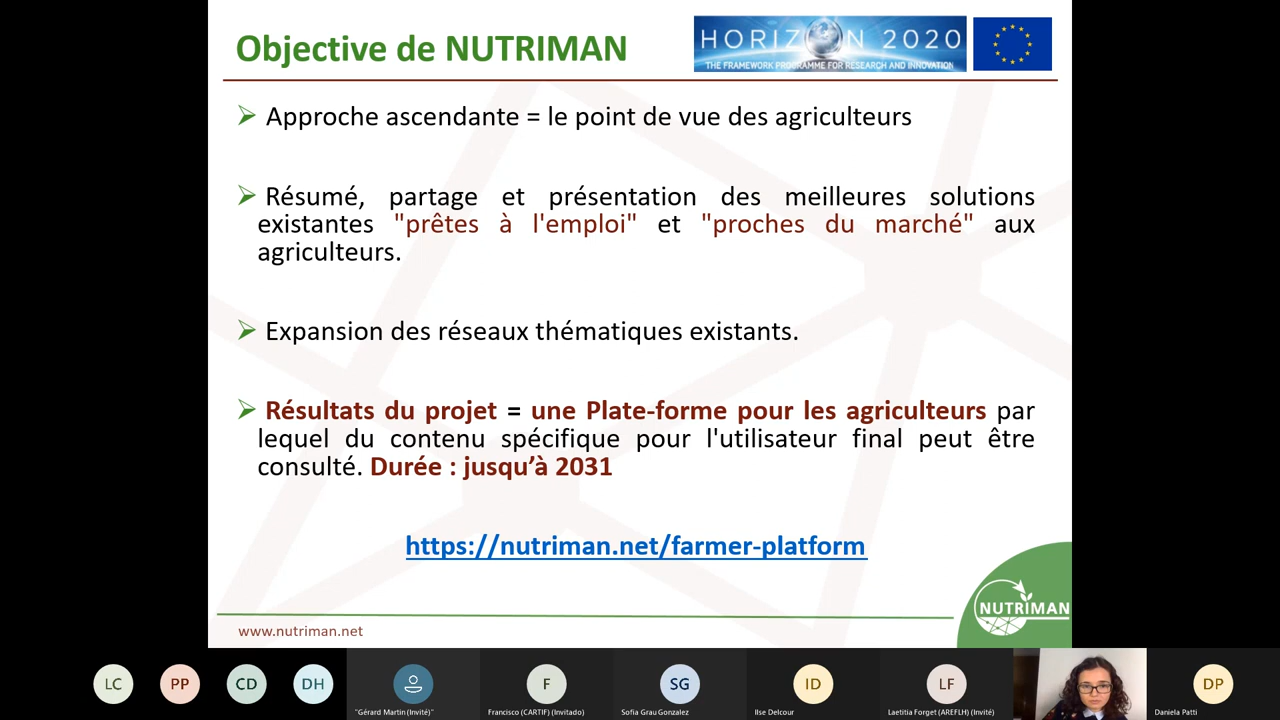 Objective de NUTRIMAN
HORIZON 2020
THE FRAMEWORK PROGRAMME FOR RESEARCH AND INNOVATION
Approche ascendante = le point de vue des agriculteurs
Résumé, partage et présentation des meilleures solutions
existantes "prêtes à l'emploi" et "proches du marché" aux
agriculteurs.
Expansion des réseaux thématiques existants.
Résultats du projet = une Plate-forme pour les agriculteurs par
lequel du contenu spécifique pour l'utilisateur final peut être
consulté. Durée : jusqu’à 2031
https://nutriman.net/farmer-platform
NUTRIMAN
www.nutriman.net
LC
PP
CD
DH
F
SG
ID
LF
DP
"Gérard Martin (Invité)"
Francisco (CARTIF) (Invitado)
Sofía Grau Gonzalez
Ilse Delcour
Laetitia Forget (AREFLH) (Invité)
Daniela Patti